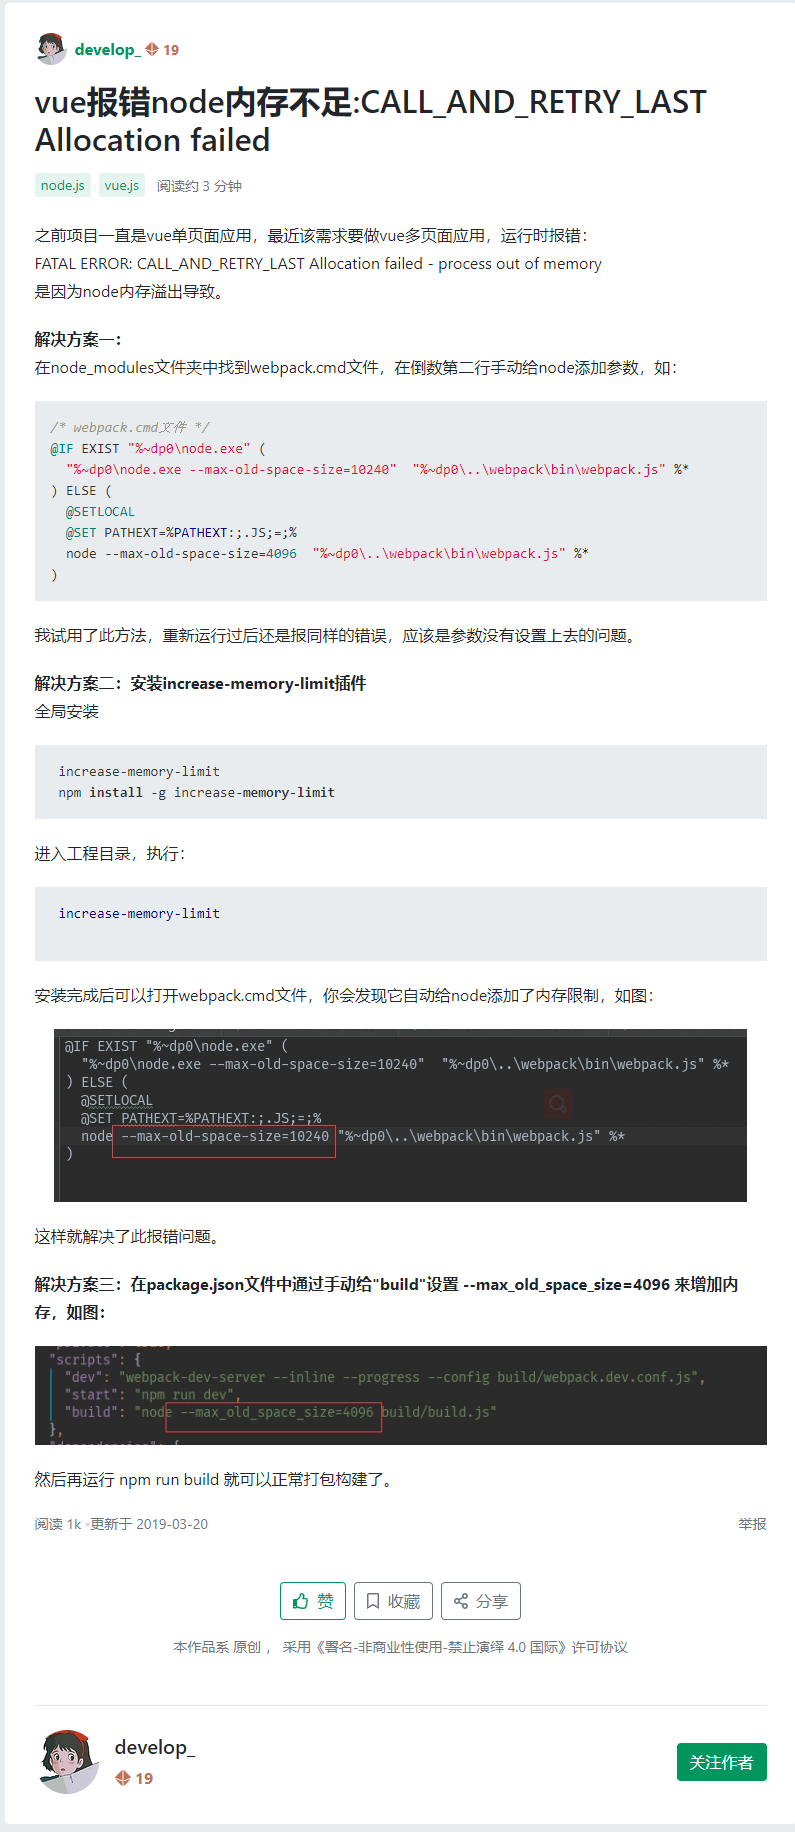 develop_ 19
vue报错node内存不足:CALL_AND_RETRY_LAST
Allocation failed
node.js vue.js 阅读约 3 分钟
之前项目一直是vue单页面应用，最近该需求要做vue多页面应用，运行时报错：
FATAL ERROR: CALL_AND_RETRY_LAST Allocation failed - process out of memory
是因为node内存溢出导致。
解决方案一：
在node_modules文件夹中找到webpack.cmd文件，在倒数第二行手动给node添加参数，如：
/* webpack.cmd文件 */
@IF EXIST "%~dp0\node.exe" (
"%~dp0\node.exe --max-old-space-size=10240" "%~dp0\..\webpack\bin\webpack.js" %*
) ELSE (
@SETLOCAL
@SET PATHEXT=%PATHEXT:;.JS;=;%
node --max-old-space-size=4096 "%~dp0\..\webpack\bin\webpack.js" %*
)
我试用了此方法，重新运行过后还是报同样的错误，应该是参数没有设置上去的问题。
解决方案二：安装increase-memory-limit插件
全局安装
increase-memory-limit
npm install -g increase-memory-limit
进入工程目录，执行：
increase-memory-limit
安装完成后可以打开webpack.cmd文件，你会发现它自动给node添加了内存限制，如图：
@IF EXIST "%~dp0\node.exe" (
"%~dp0\node.exe --max-old-space-size=10240" "%~dp0\..\webpack\bin\webpack.js" %*
) ELSE (
@SETLOCAL
@SET PATHEXT=%PATHEXT:;.JS;=;%
node --max-old-space-size=10240 "%~dp0\..\webpack\bin\webpack.js" %*
)
这样就解决了此报错问题。
解决方案三：在package.json文件中通过手动给"build"设置 --max_old_space_size=4096 来增加内
存，如图：
"scripts": {
"dev": "webpack-dev-server --inline --progress --config build/webpack.dev.conf.js",
"start": "npm run dev",
"build": "node --max_old_space_size=4096 build/build.js"
},
然后再运行 npm run build 就可以正常打包构建了。
阅读 1k · 更新于 2019-03-20 举报
赞 收藏 分享
本作品系 原创 ， 采用《署名-非商业性使用-禁止演绎 4.0 国际》许可协议
develop_
19
关注作者